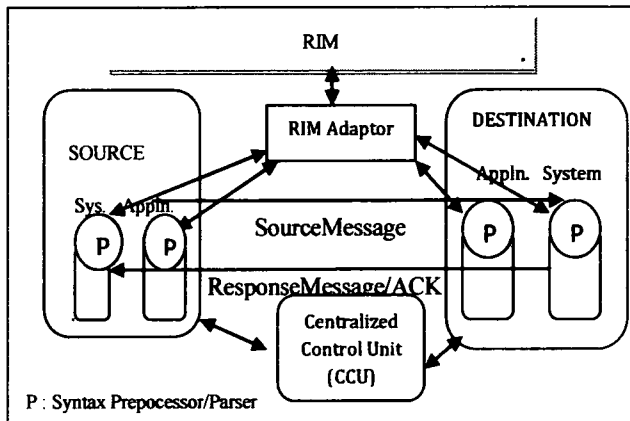 RIM
RIM Adaptor
SOURCE
DESTINATION
Appln. System
Sys. Appln.
P
P
P
P
SourceMessage
ResponseMessage/ACK
Centralized
Control Unit
(CCU)
P : Syntax Prepocessor/Parser